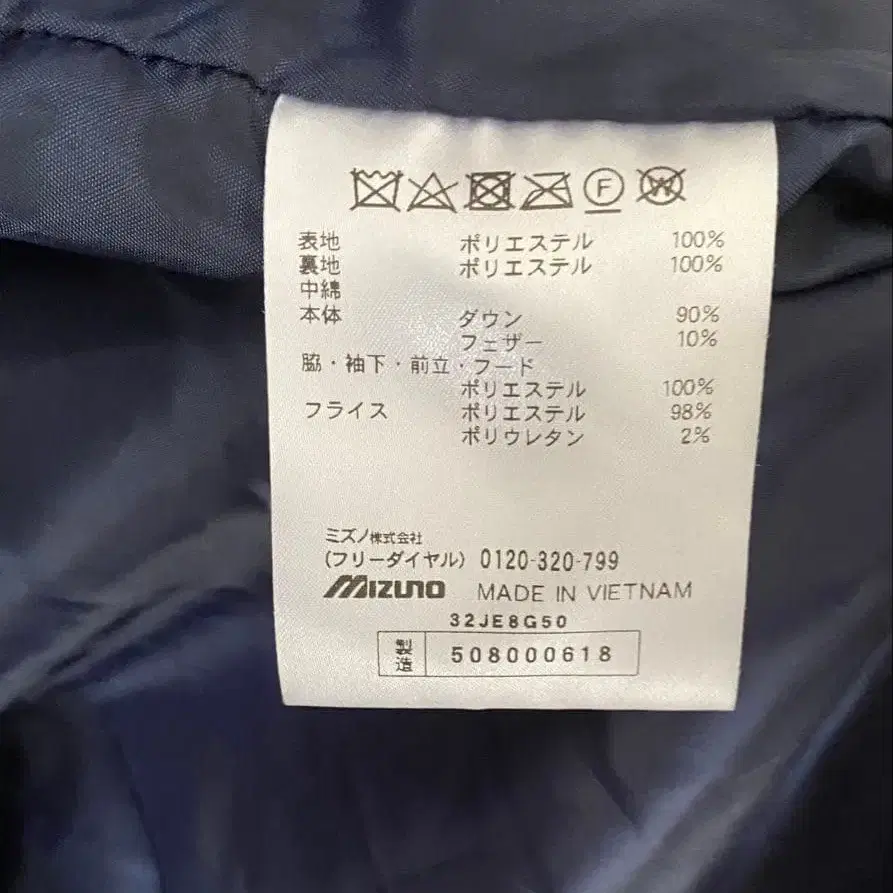 F W
表地 ポリエステル 100%
裏地 ポリエステル 100%
中綿
本体 ダウン 90%
フェザー 10%
脇・袖下・前立・フード
ポリエステル 100%
フライス ポリエステル 98%
ポリウレタン 2%
ミズノ株式会社
(フリーダイヤル) 0120-320-799
MIZUNO MADE IN VIETNAM
32JE8G50
製造 508000618